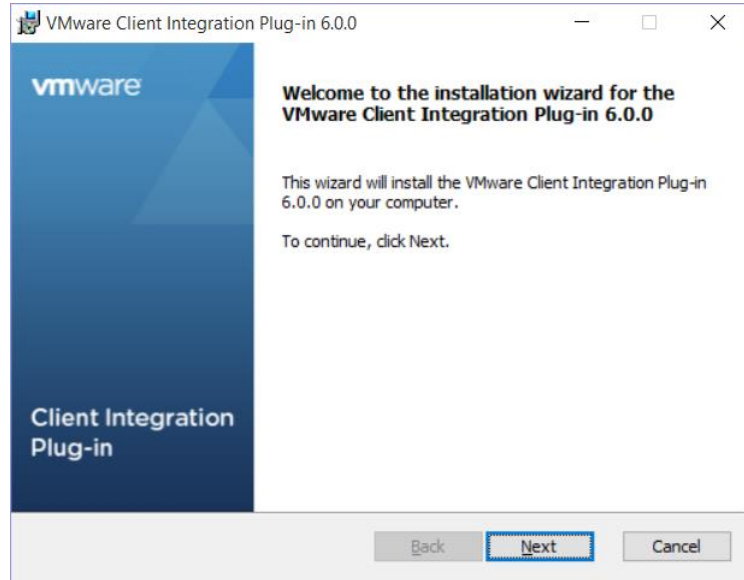 VMware Client Integration Plug-in 6.0.0
vmware
Welcome to the installation wizard for the
VMware Client Integration Plug-in 6.0.0
This wizard will install the VMware Client Integration Plug-in
6.0.0 on your computer.
To continue, click Next.
Client Integration
Plug-in
Back
Next
Cancel